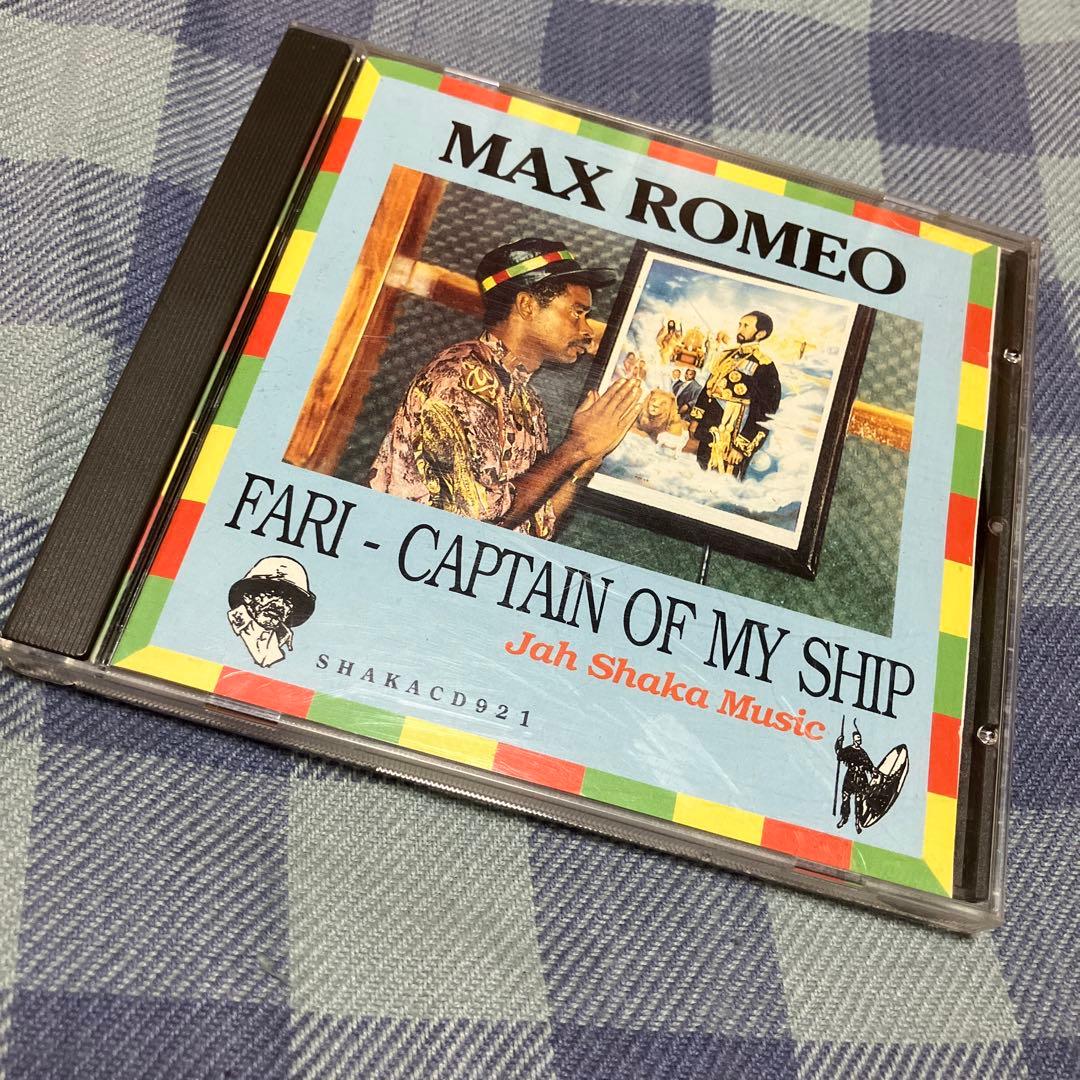 MAX ROMEO
FARI - CAPTAIN OF MY SHIP
Jah Shaka Music
SHAKACD921